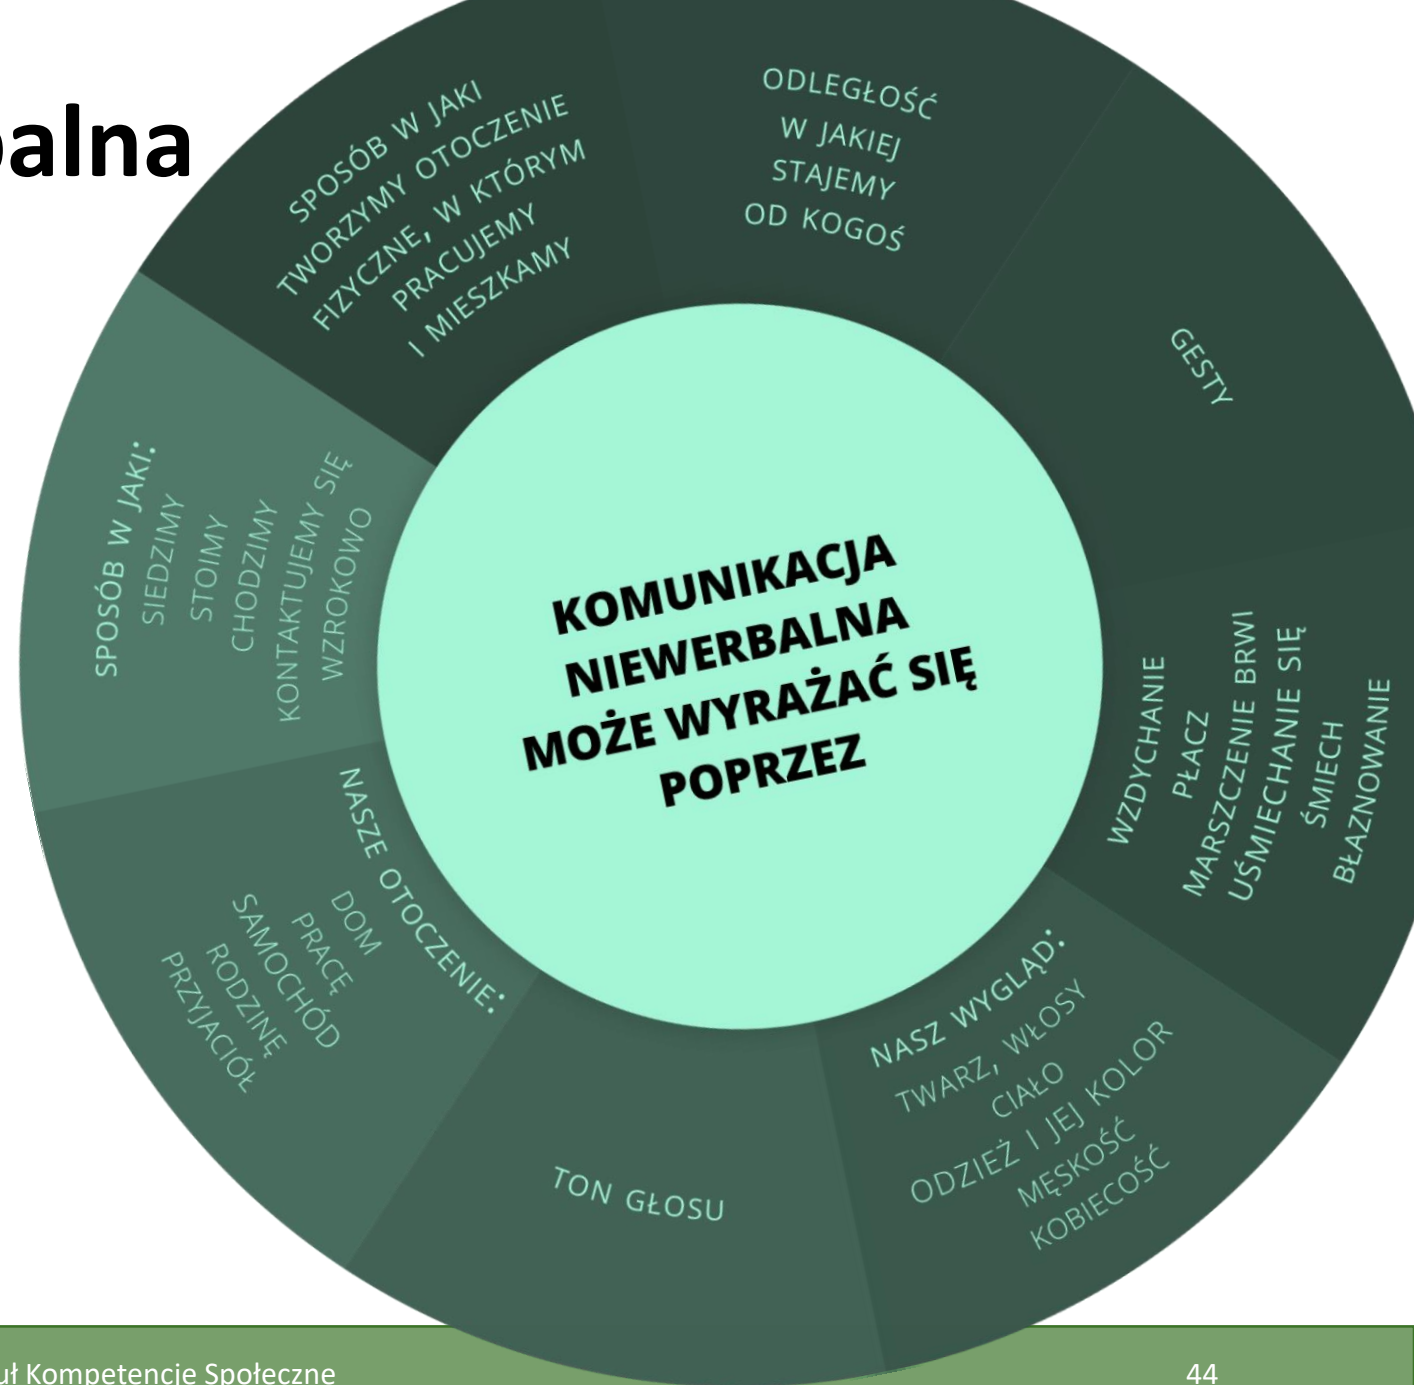 balna
SPOSÓB W JAKI
TWORZYMY OTOCZENIE
FIZYCZNE, W KTÓRYM
PRACUJEMY
I MIESZKAMY
ODLEGŁOŚĆ
W JAKIEJ
STAJEMY
OD KOGOŚ
GESTY
WZDYCHANIE
PŁACZ
MARSZCZENIE BRWI
UŚMIECHANIE SIĘ
ŚMIECH
BŁAZNOWANIE
NASZ WYGLĄD:
TWARZ, WŁOSY
CIAŁO
ODZIEŻ I JEJ KOLOR
MĘSKOŚĆ
KOBIECOŚĆ
TON GŁOSU
NASZE OTOCZENIE:
DOM
PRACĘ
SAMOCHÓD
RODZINĘ
PRZYJACIÓŁ
SPOSÓB W JAKI:
SIEDZIMY
STOIMY
CHODZIMY
KONTAKTUJEMY SIĘ
WZROKOWO
KOMUNIKACJA
NIEWERBALNA
MOŻE WYRAŻAĆ SIĘ
POPRZEZ
uł Kompetencje Społeczne
44